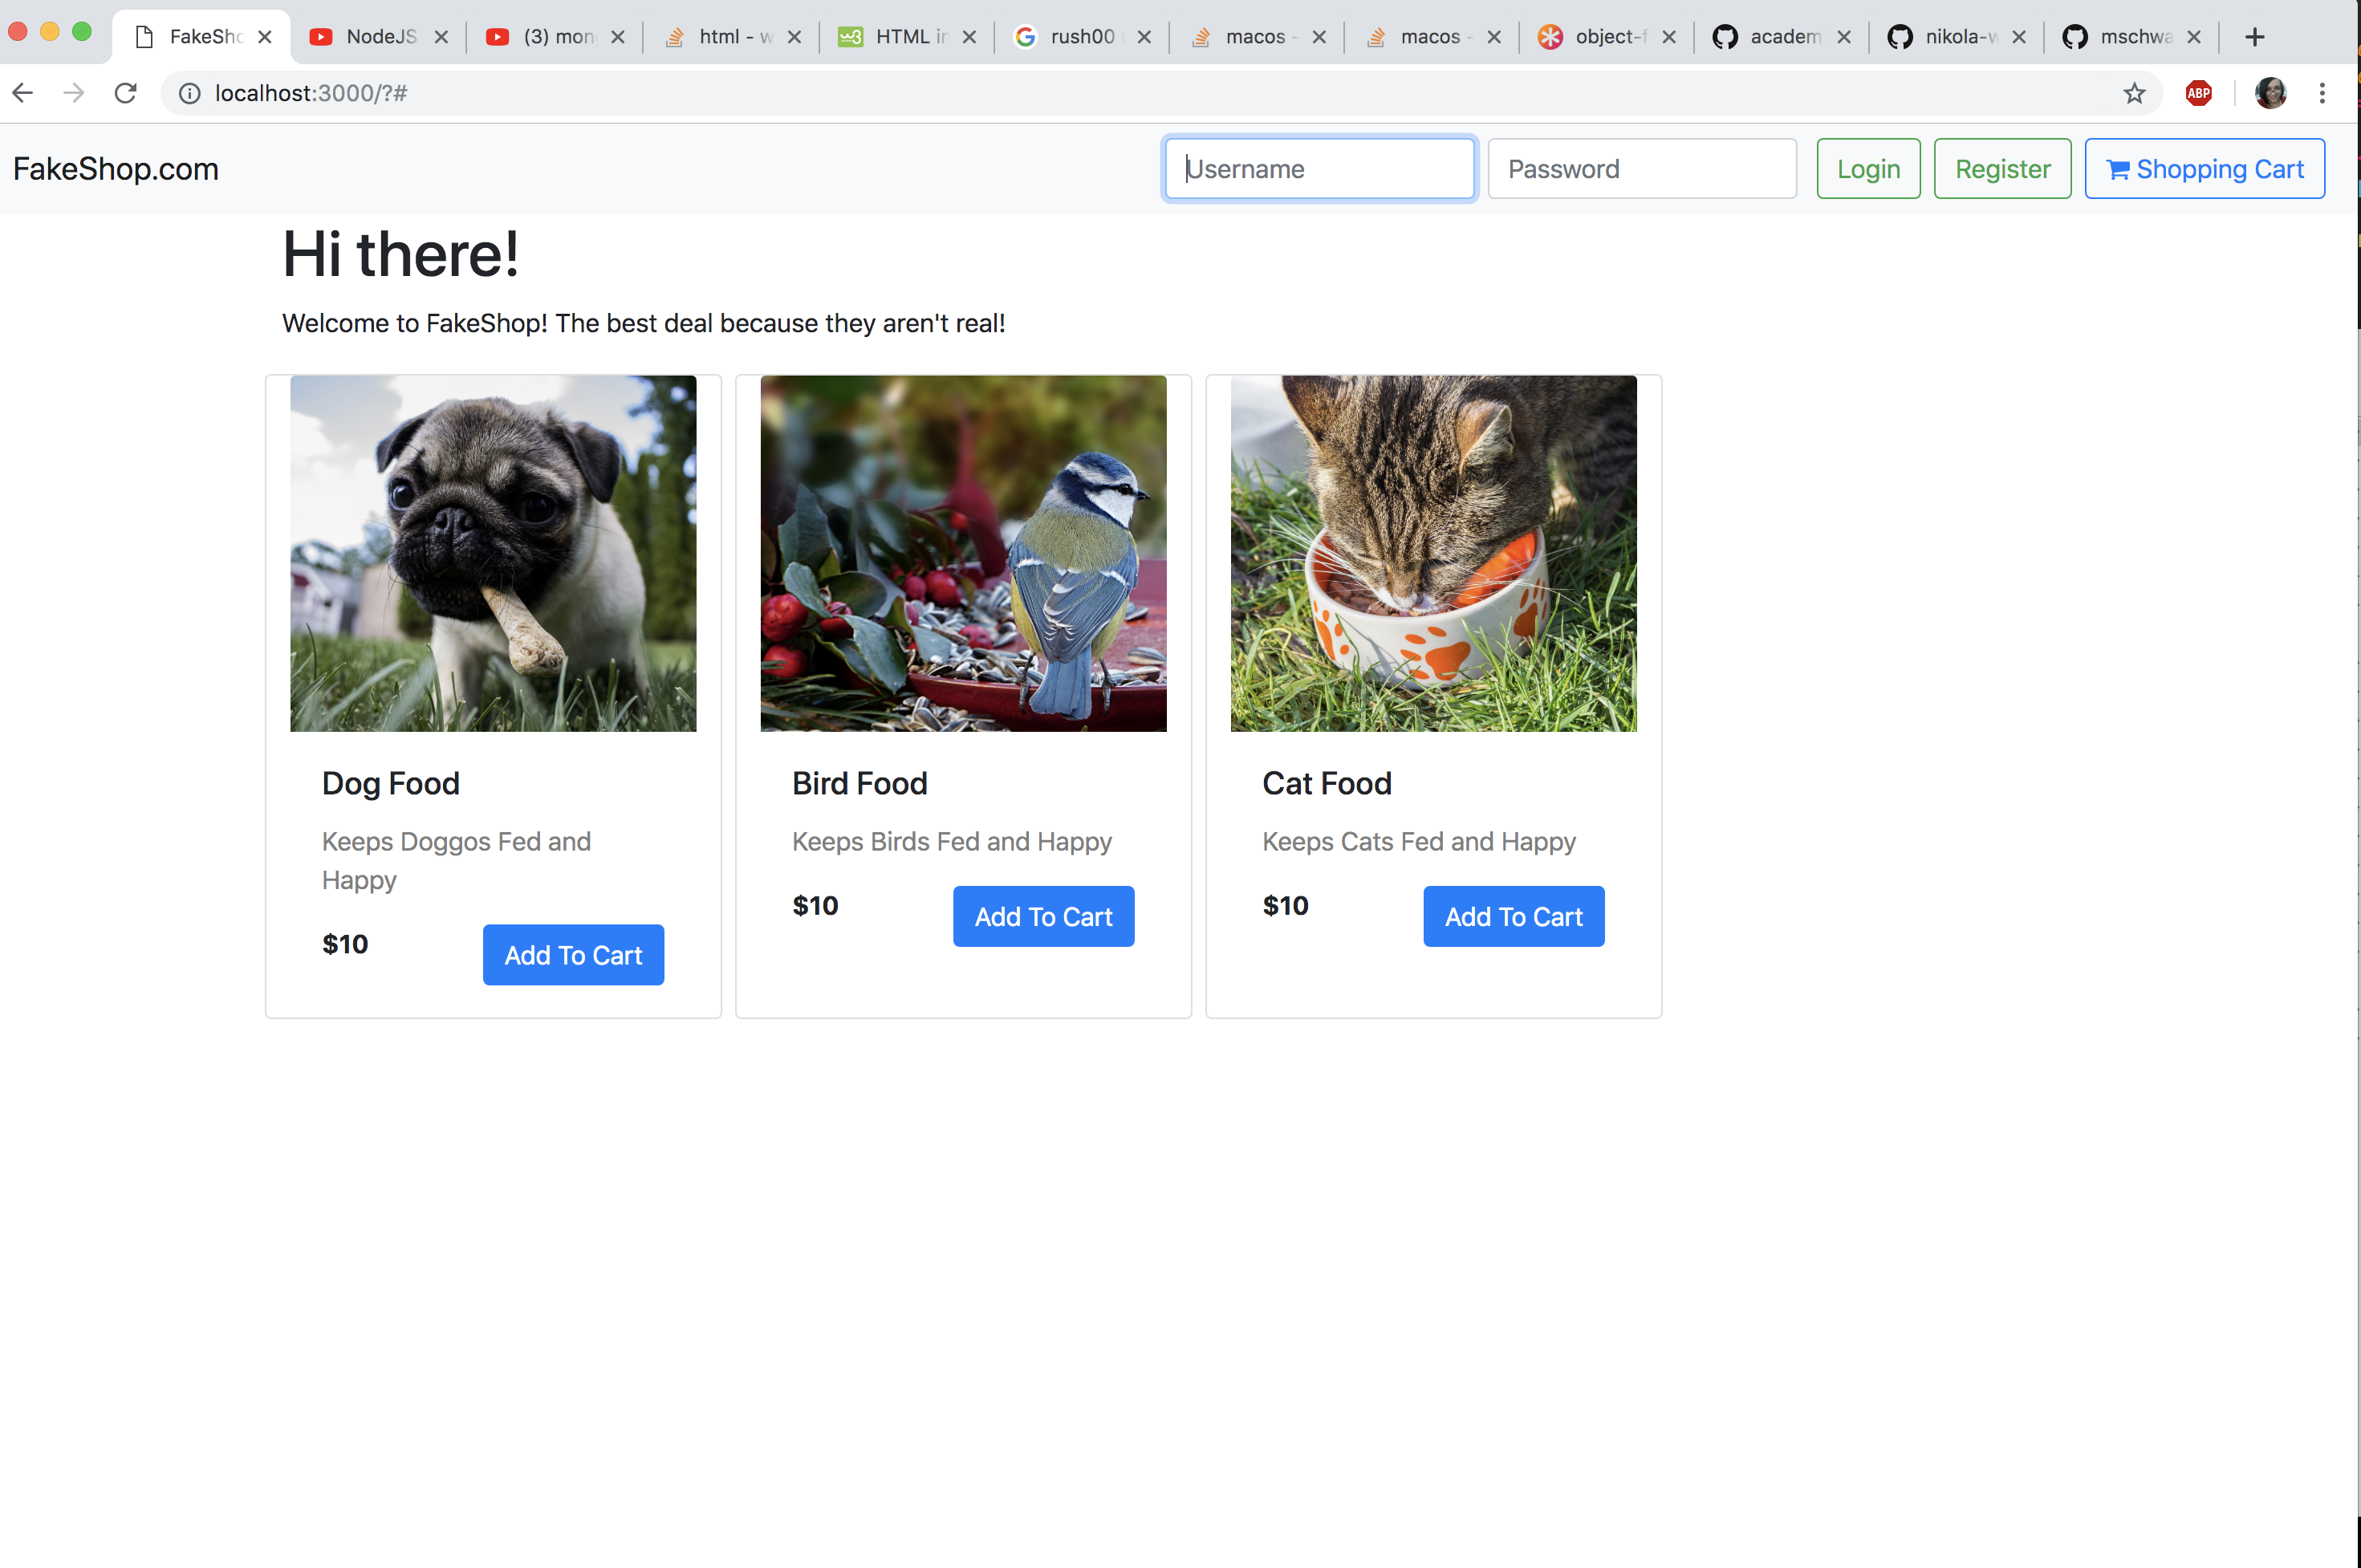 FakeSho
NodeJS
(3) mon
html - w
HTML in
rush00
macos -
macos -
object-f
academ
nikola-w
mschwa
localhost:3000/?#
ABP
FakeShop.com
Username
Password
Login
Register
Shopping Cart
Hi there!
Welcome to FakeShop! The best deal because they aren't real!
Dog Food
Keeps Doggos Fed and
Happy
$10
Add To Cart
Bird Food
Keeps Birds Fed and Happy
$10
Add To Cart
Cat Food
Keeps Cats Fed and Happy
$10
Add To Cart